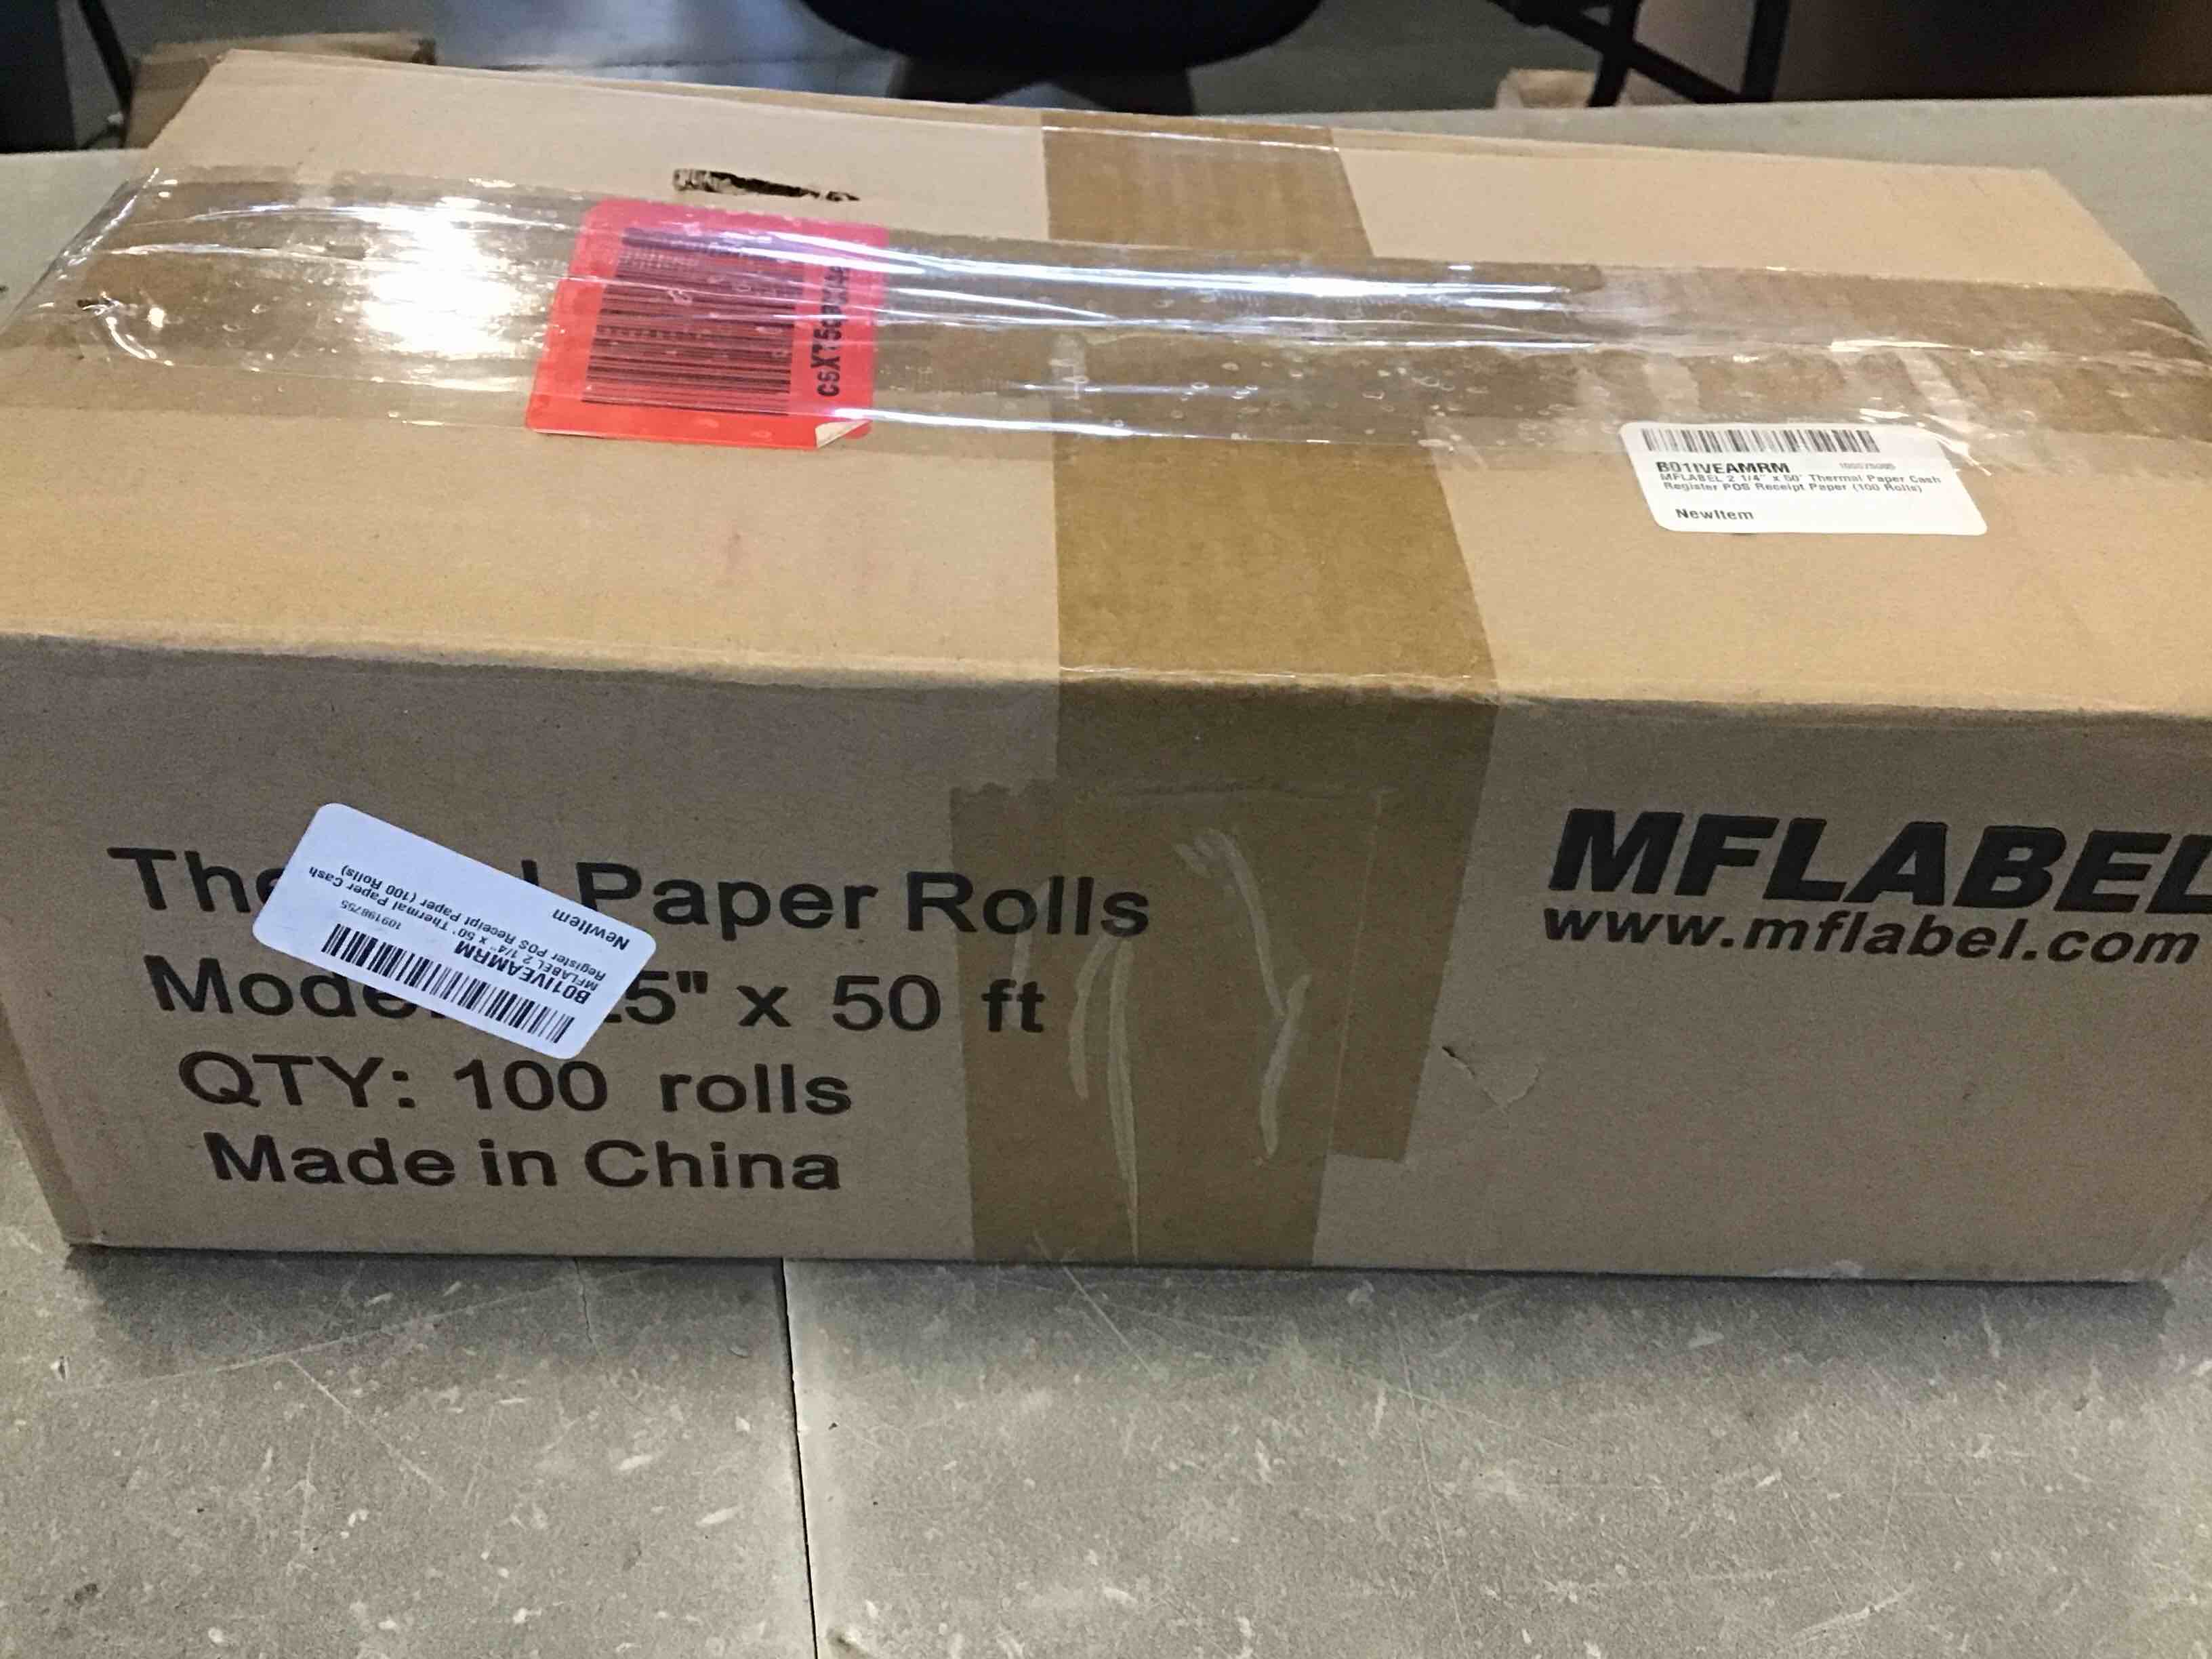 B01IVEAMRM
MFLABEL 2 1/4" x 50' Thermal Paper Cash
Register POS Receipt Paper (100 Rolls)
NewItem
Paper Rolls
5" x 50 ft
QTY: 100 rolls
Made in China
MFLABEL
www.mflabel.com
B01IVEAMRM
109198755
MFLABEL 2 1/4" x 50' Thermal Paper Cash
Register POS Receipt Paper (100 Rolls)
NewItem